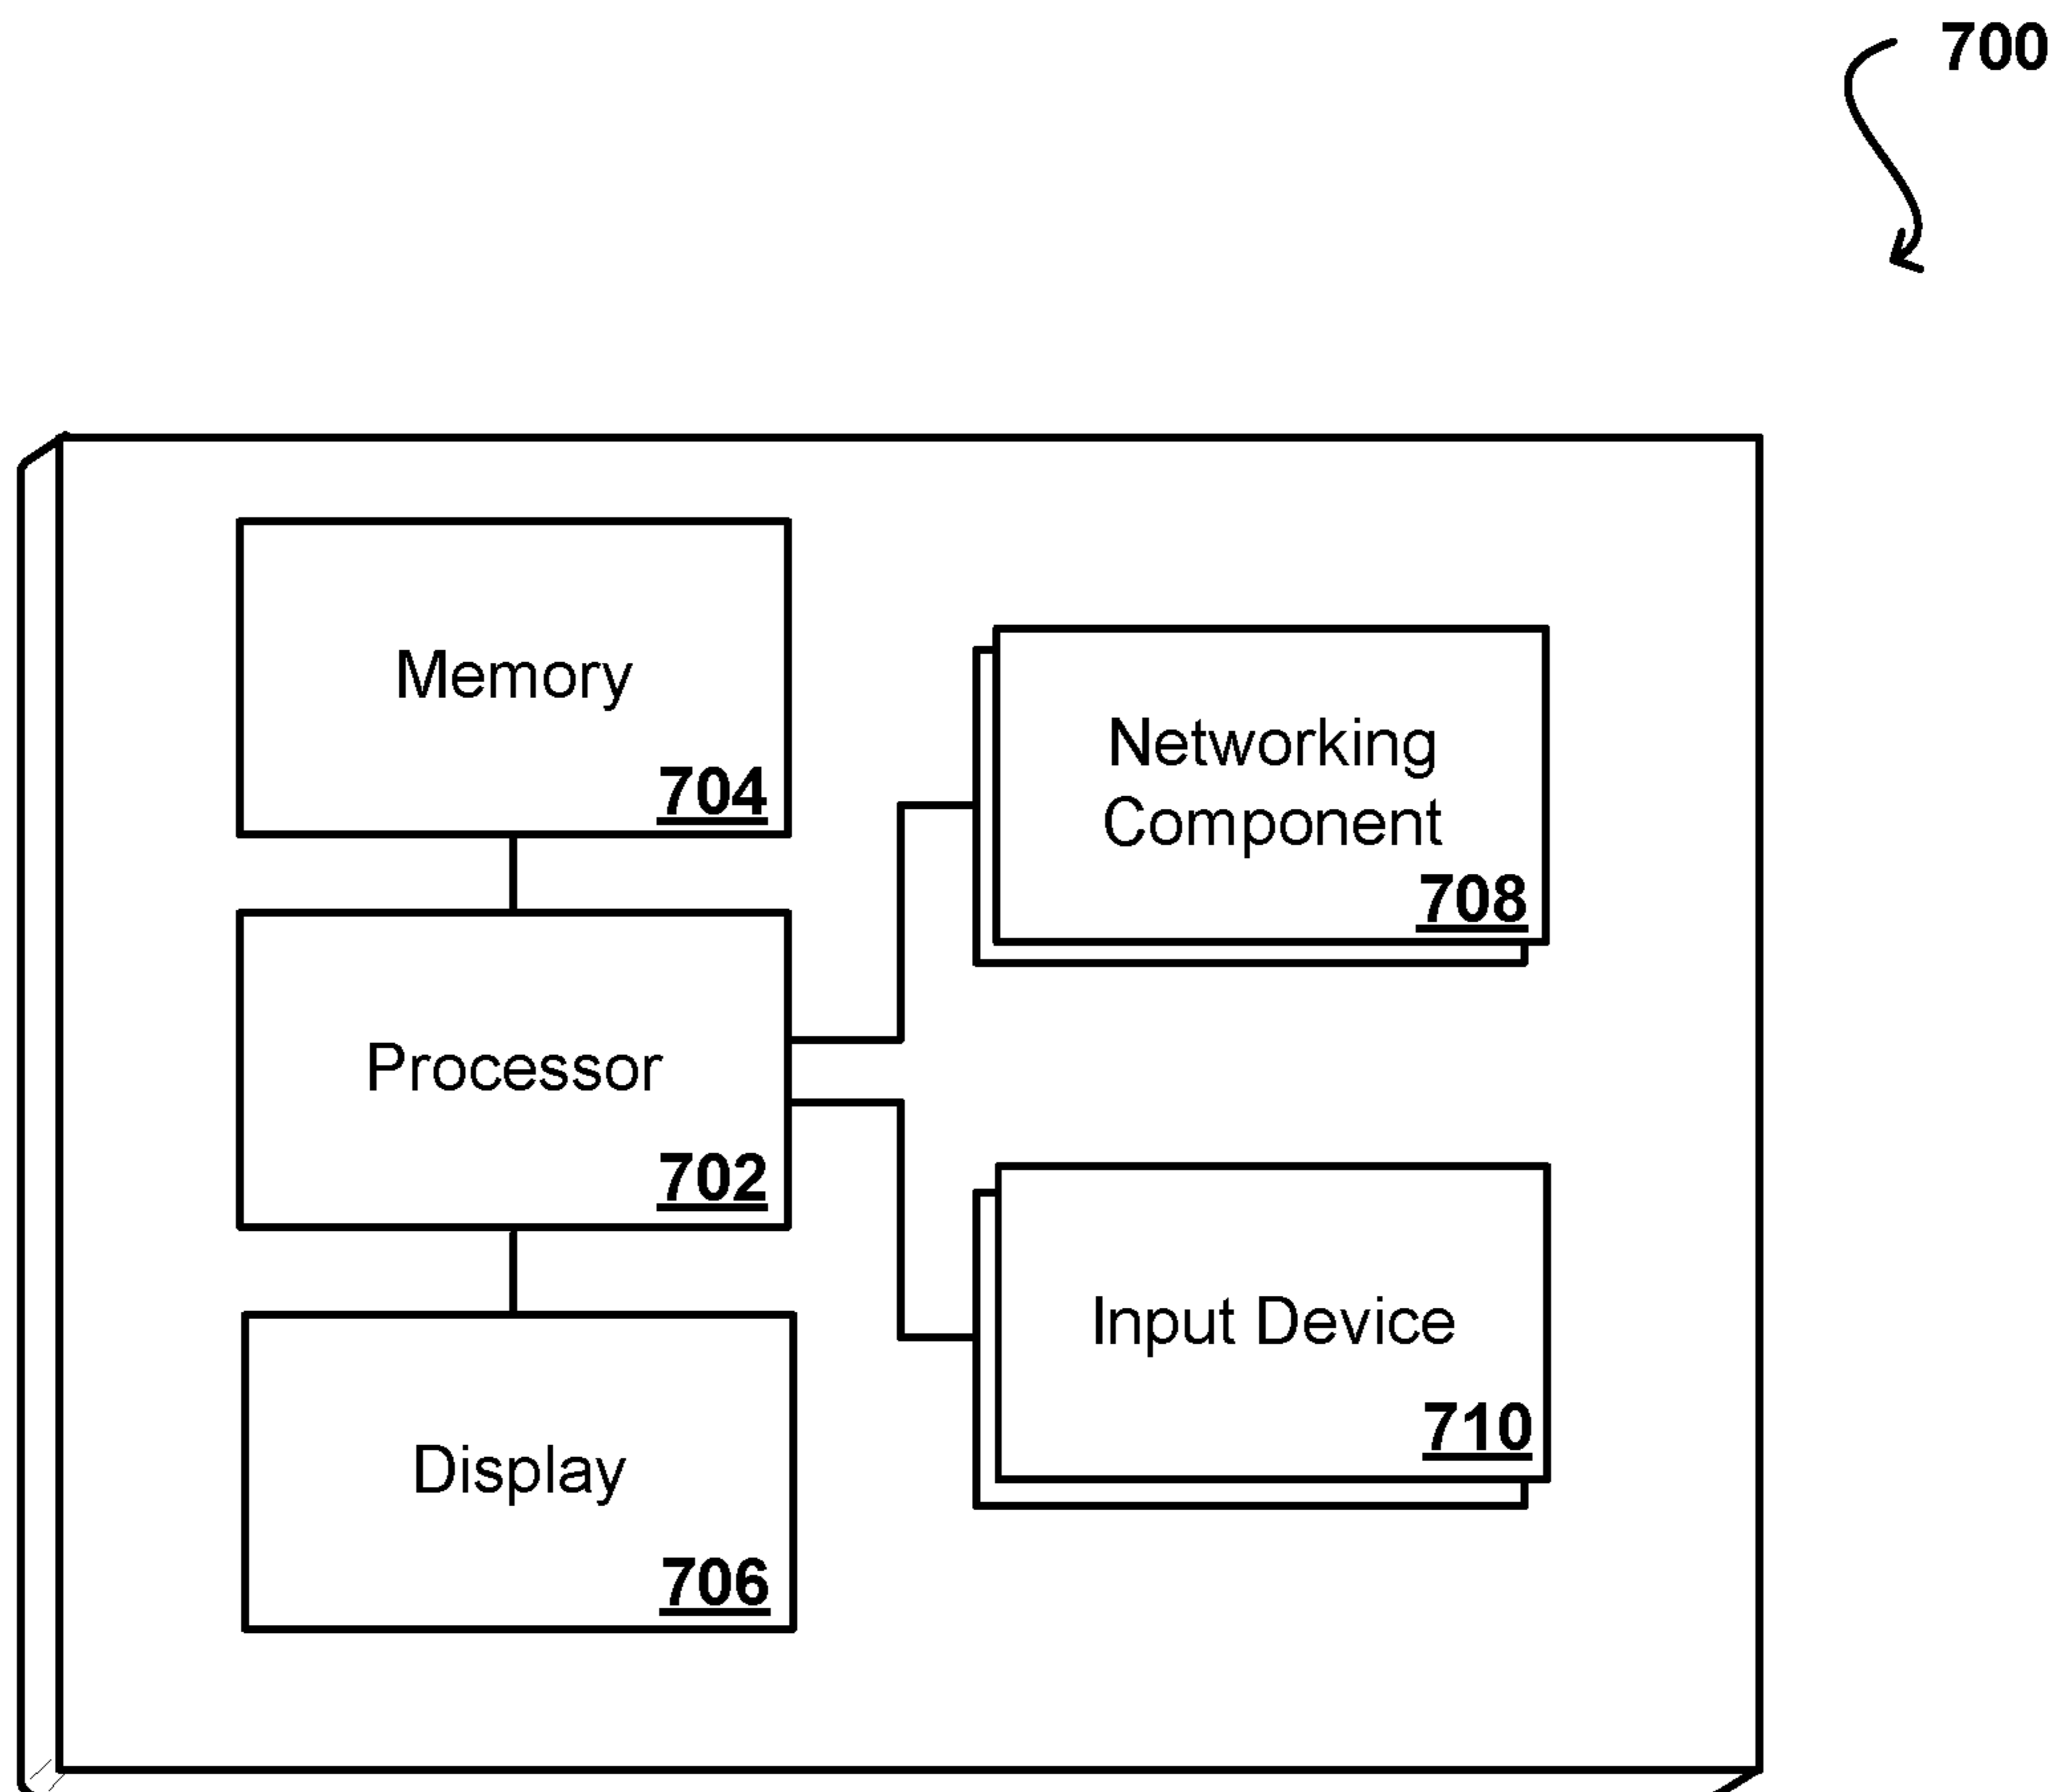 700
Memory
704
Networking
Component
708
Processor
702
Input Device
710
Display
706